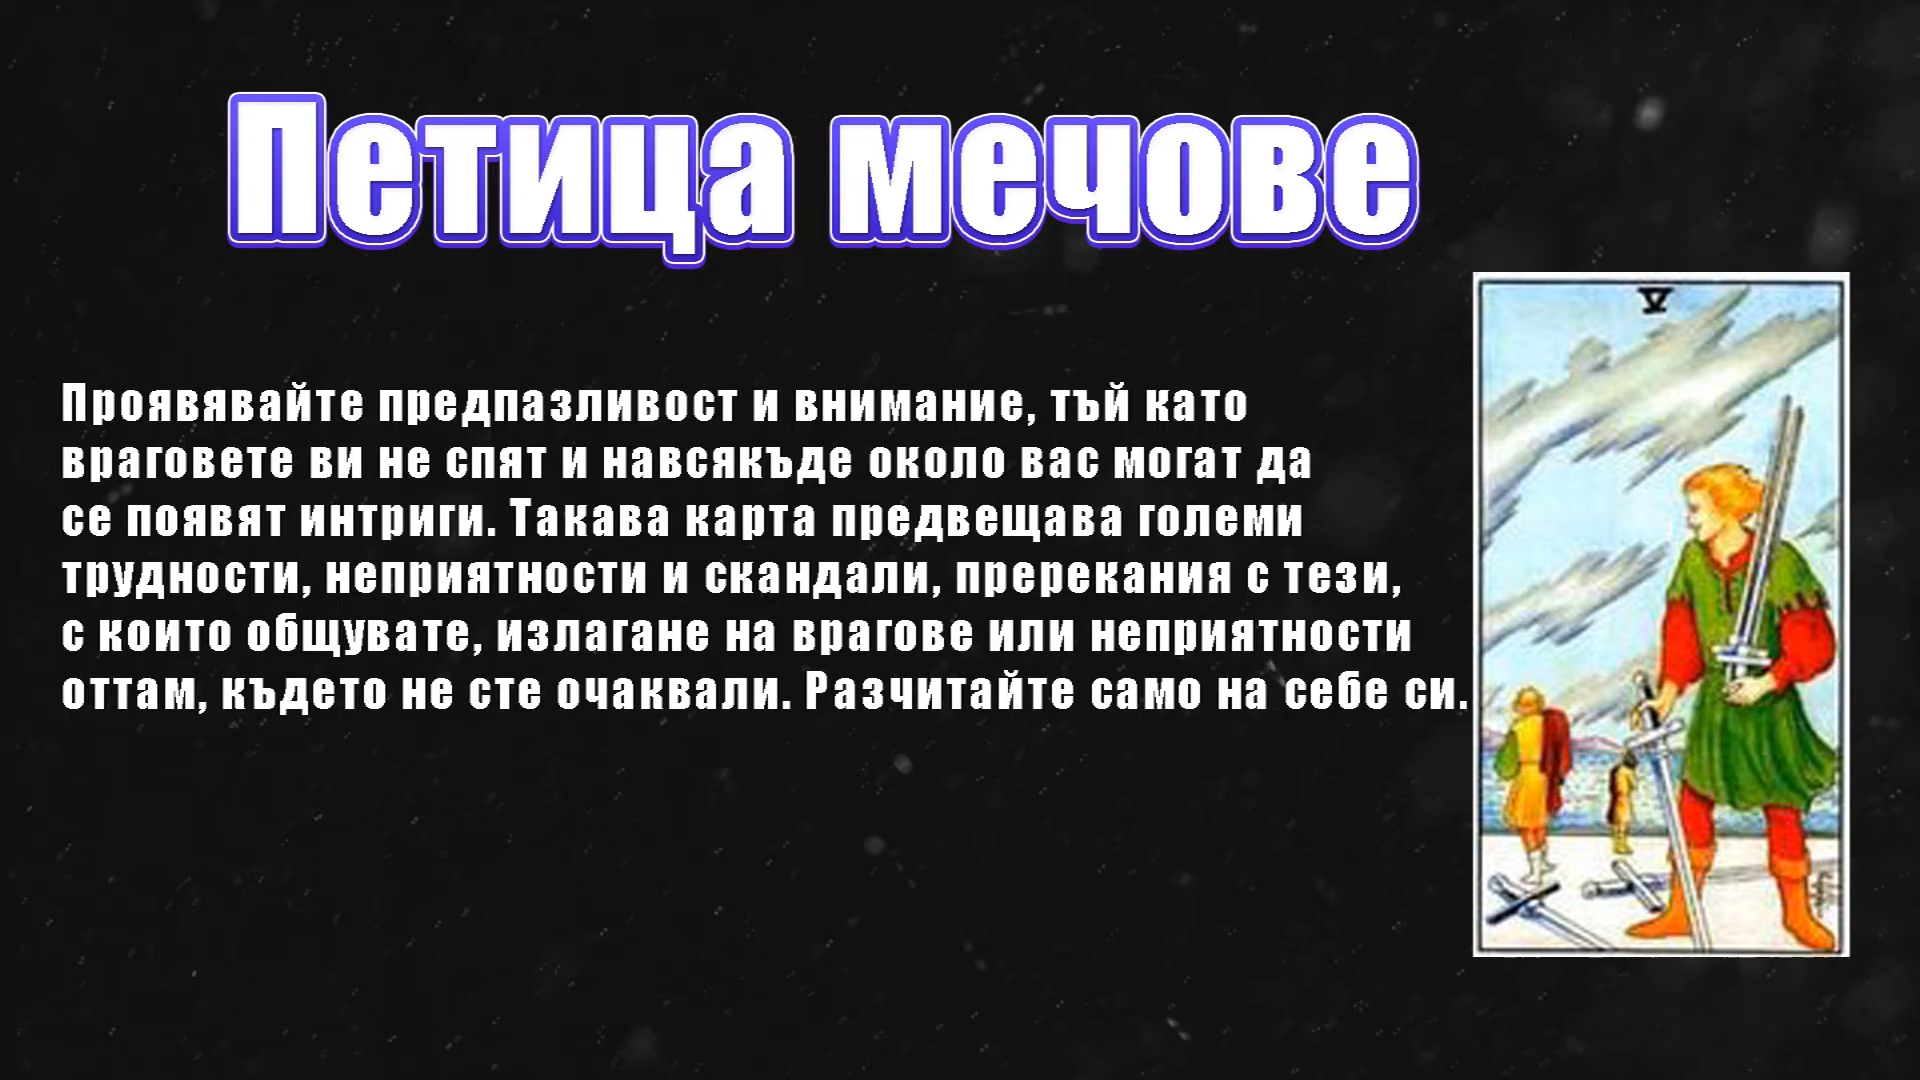 Петица мечове
V
Проявявайте предпазливост и внимание, тъй като
враговете ви не спят и навсякъде около вас могат да
се появят интриги. Такава карта предвещава големи
трудности, неприятности и скандали, пререкания с тези,
с които общувате, излагане на врагове или неприятности
оттам, където не сте очаквали. Разчитайте само на себе си.